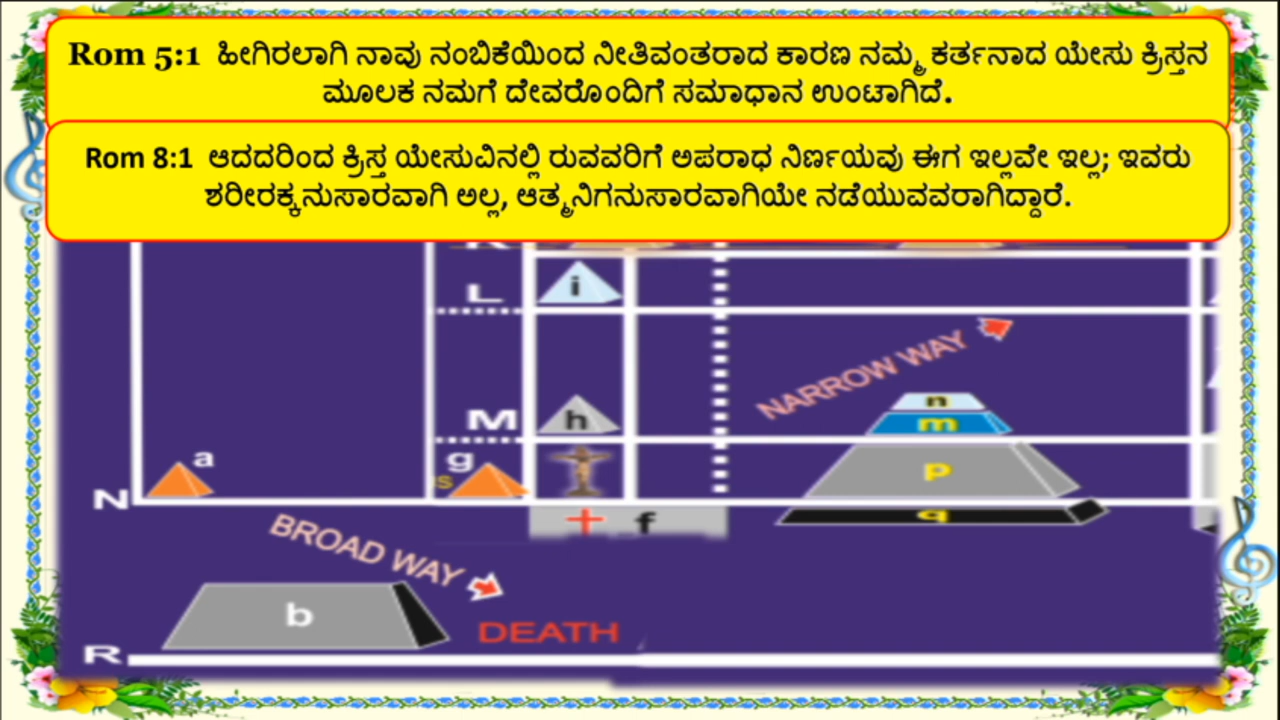 Rom 5:1 ಹೀಗಿರಲಾಗಿ ನಾವು ನಂಬಿಕೆಯಿಂದ ನೀತಿವಂತರಾದ ಕಾರಣ ನಮ್ಮ ಕರ್ತನಾದ ಯೇಸು ಕ್ರಿಸ್ತನ
ಮೂಲಕ ನಮಗೆ ದೇವರೊಂದಿಗೆ ಸಮಾಧಾನ ಉಂಟಾಗಿದೆ.
Rom 8:1 ಆದದರಿಂದ ಕ್ರಿಸ್ತ ಯೇಸುವಿನಲ್ಲಿ ರುವವರಿಗೆ ಅಪರಾಧ ನಿರ್ಣಯವು ಈಗ ಇಲ್ಲವೇ ಇಲ್ಲ; ಇವರು
ಶರೀರಕ್ಕನುಸಾರವಾಗಿ ಅಲ್ಲ, ಆತ್ಮನಿಗನುಸಾರವಾಗಿಯೇ ನಡೆಯುವವರಾಗಿದ್ದಾರೆ.
L i
NARROW WAY
n
M h m
a g
s p
N
+ f q
BROAD WAY
b
DEATH
R